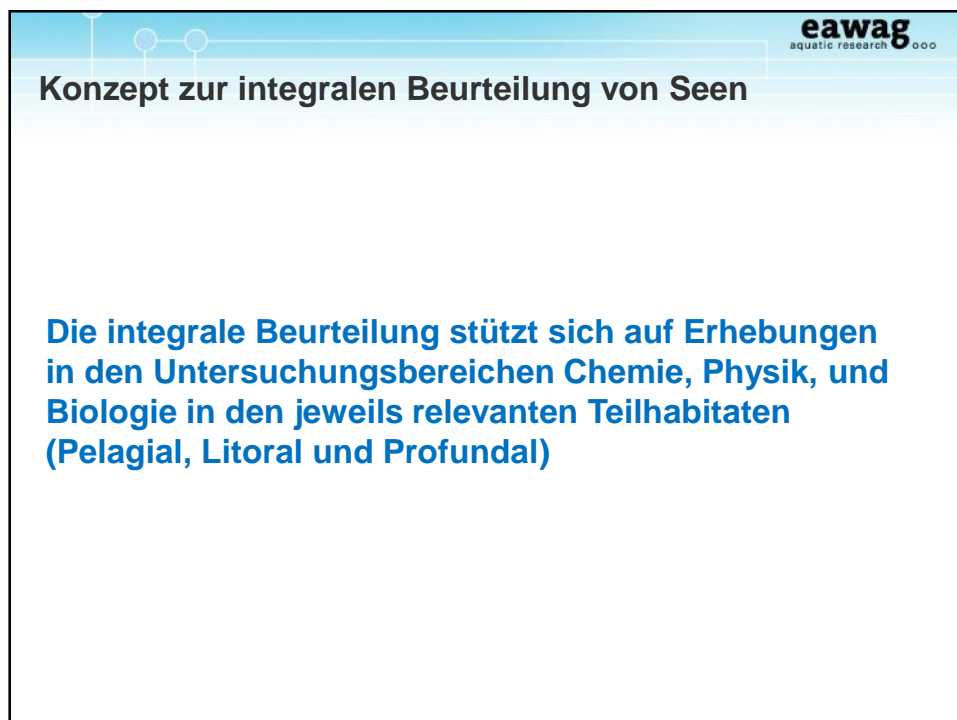 eawag
aquatic research ooo
Konzept zur integralen Beurteilung von Seen
Die integrale Beurteilung stützt sich auf Erhebungen
in den Untersuchungsbereichen Chemie, Physik, und
Biologie in den jeweils relevanten Teilhabitaten
(Pelagial, Litoral und Profundal)